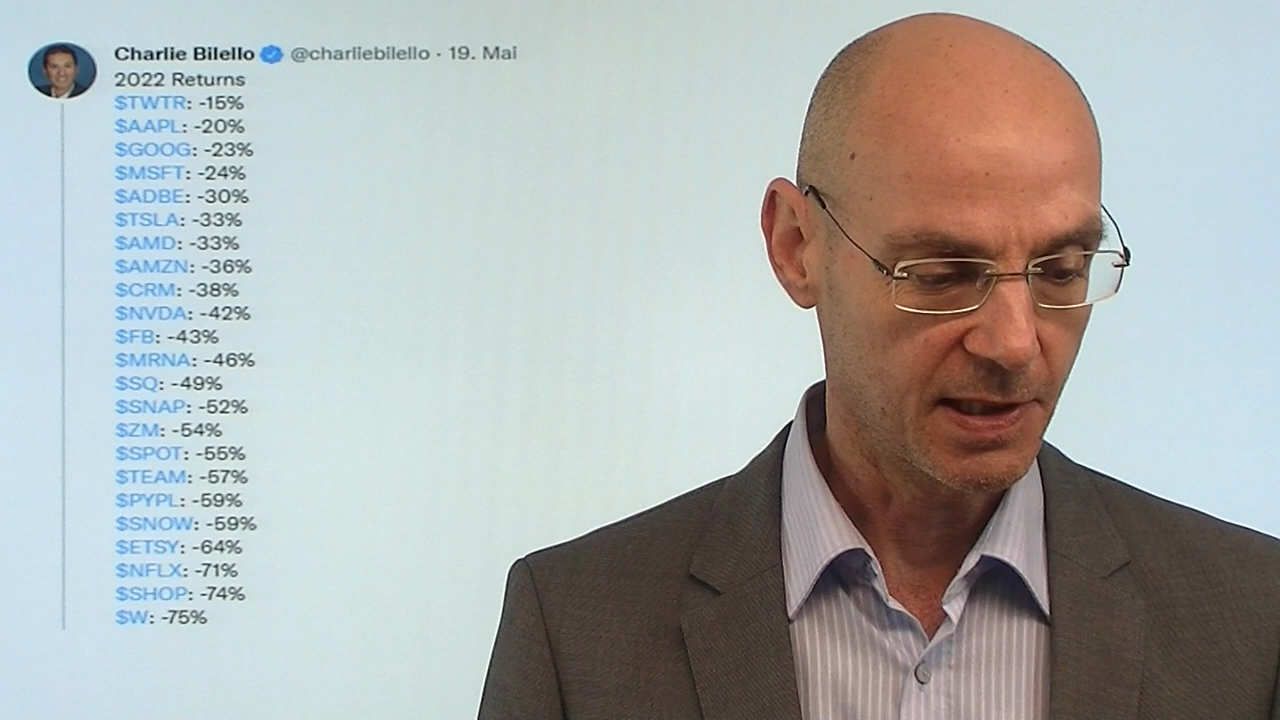 Charlie Bilello @charliebilello · 19. Mai
2022 Returns
$TWTR: -15%
$AAPL: -20%
$GOOG: -23%
$MSFT: -24%
$ADBE: -30%
$TSLA: -33%
$AMD: -33%
$AMZN: -36%
$CRM: -38%
$NVDA: -42%
$FB: -43%
$MRNA: -46%
$SQ: -49%
$SNAP: -52%
$ZM: -54%
$SPOT: -55%
$TEAM: -57%
$PYPL: -59%
$SNOW: -59%
$ETSY: -64%
$NFLX: -71%
$SHOP: -74%
$W: -75%